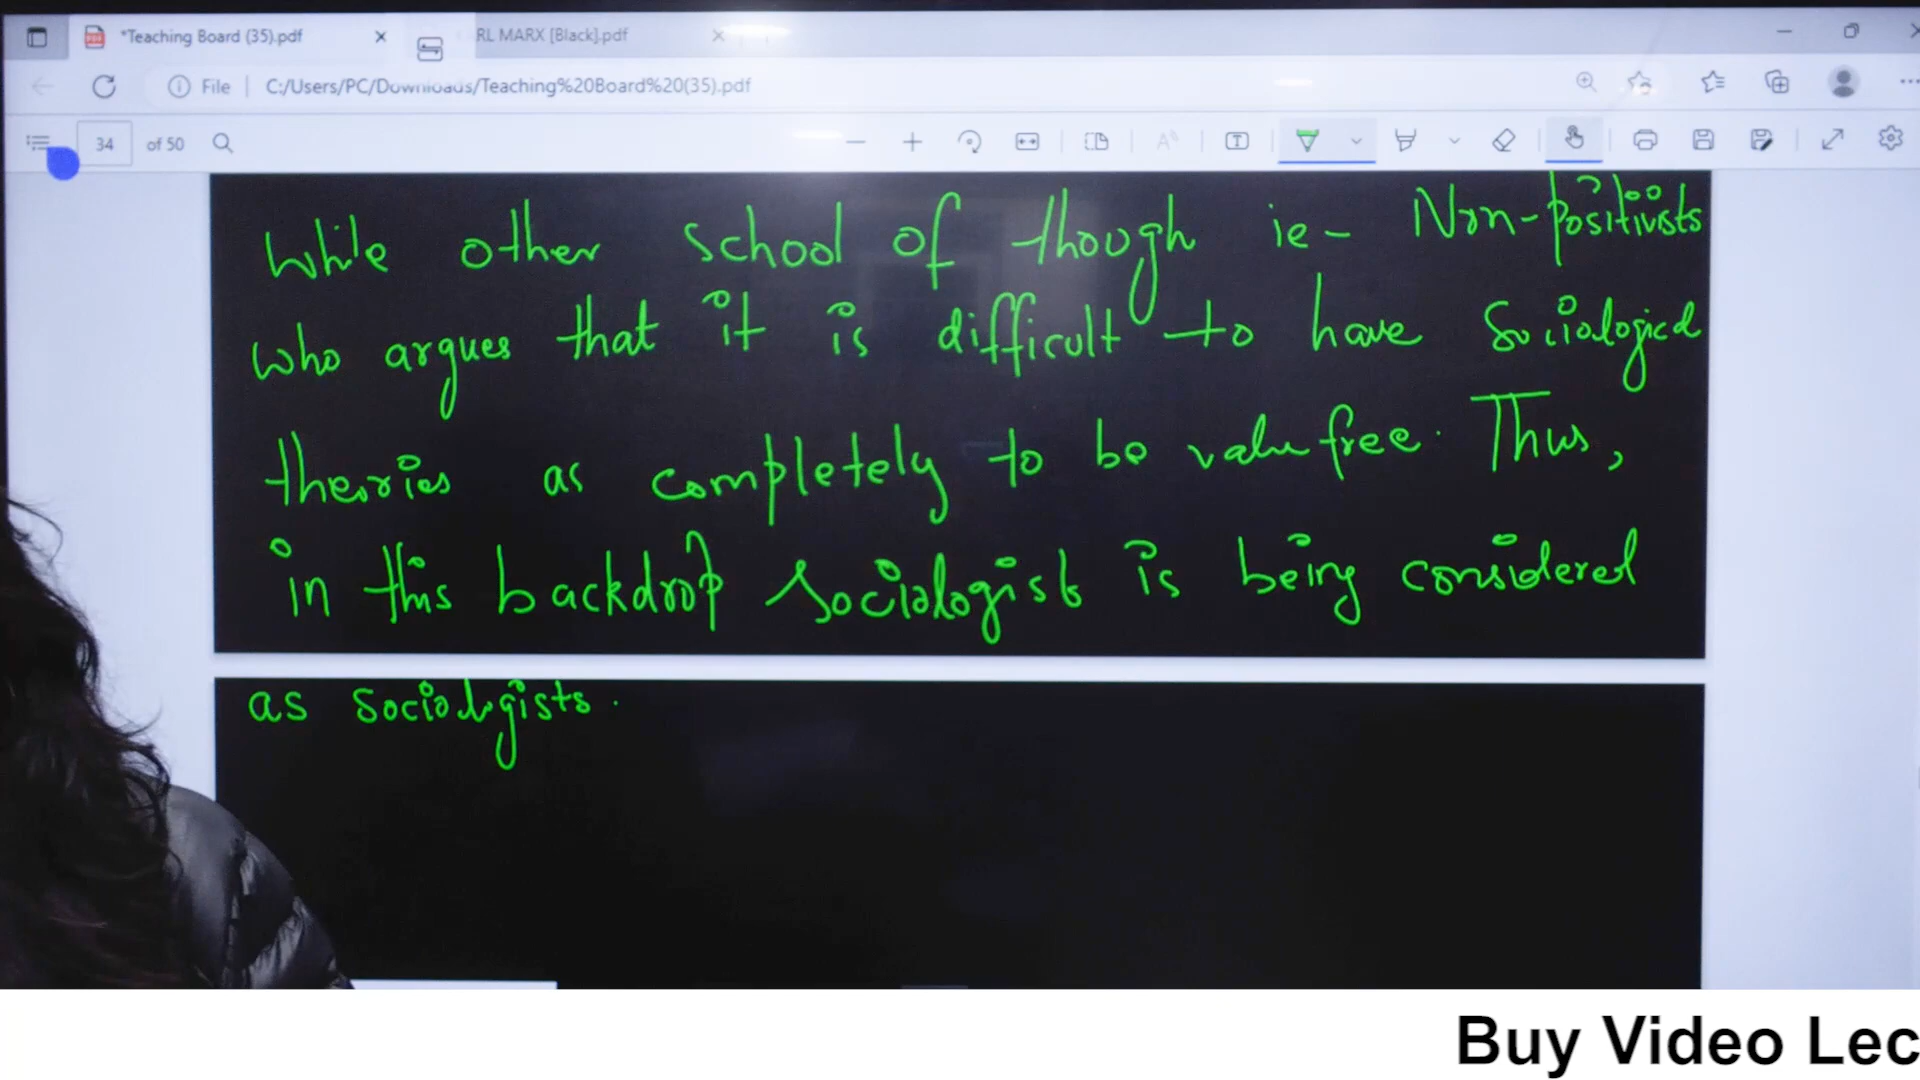 *Teaching Board (35).pdf
RL MARX [Black].pdf
File
C:/Users/PC/Downloads/Teaching%20Board%20(35).pdf
34 of 50
While other school of though ie - Non-positivists
who argues that it is difficult to have Sociological
theories as completely to be value free. Thus,
in this backdrop Sociologists is being considered
as sociologists.
Buy Video Lec